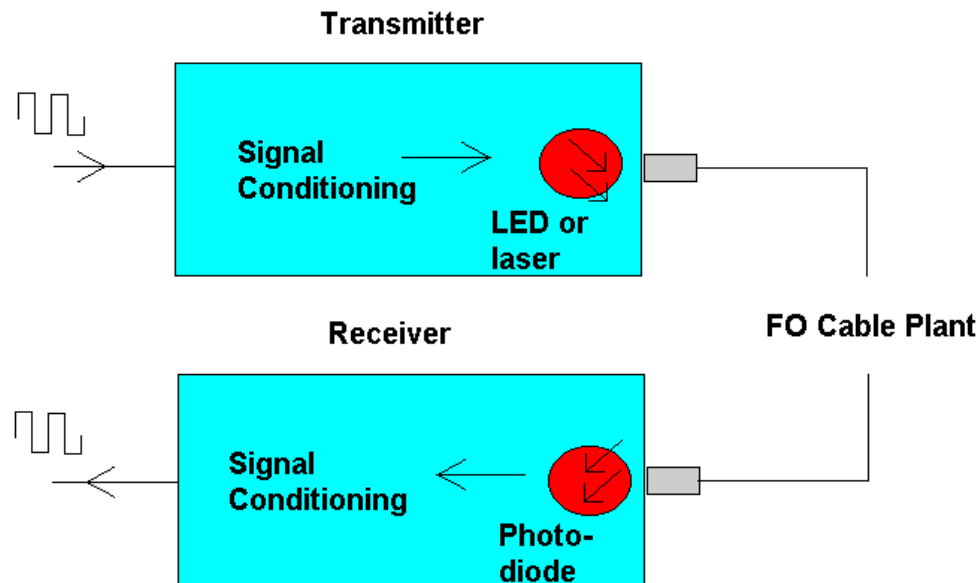 Transmitter
Signal
Conditioning
LED or
laser
FO Cable Plant
Receiver
Signal
Conditioning
Photo-
diode